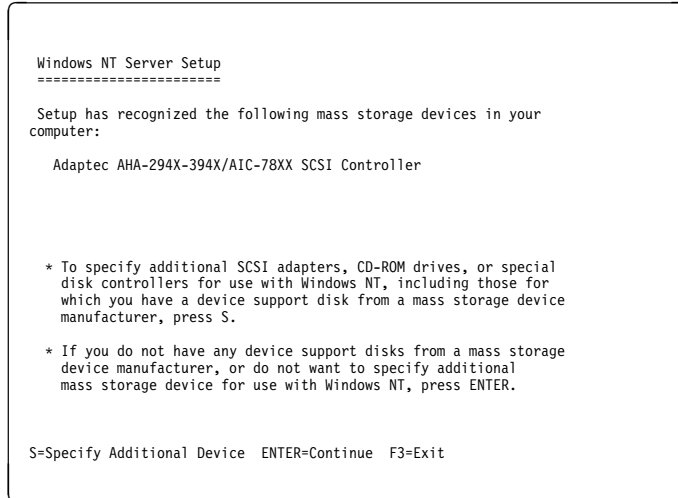 Windows NT Server Setup
=======================
Setup has recognized the following mass storage devices in your
computer:
Adaptec AHA-294X-394X/AIC-78XX SCSI Controller
* To specify additional SCSI adapters, CD-ROM drives, or special
disk controllers for use with Windows NT, including those for
which you have a device support disk from a mass storage device
manufacturer, press S.
* If you do not have any device support disks from a mass storage
device manufacturer, or do not want to specify additional
mass storage device for use with Windows NT, press ENTER.
S=Specify Additional Device ENTER=Continue F3=Exit